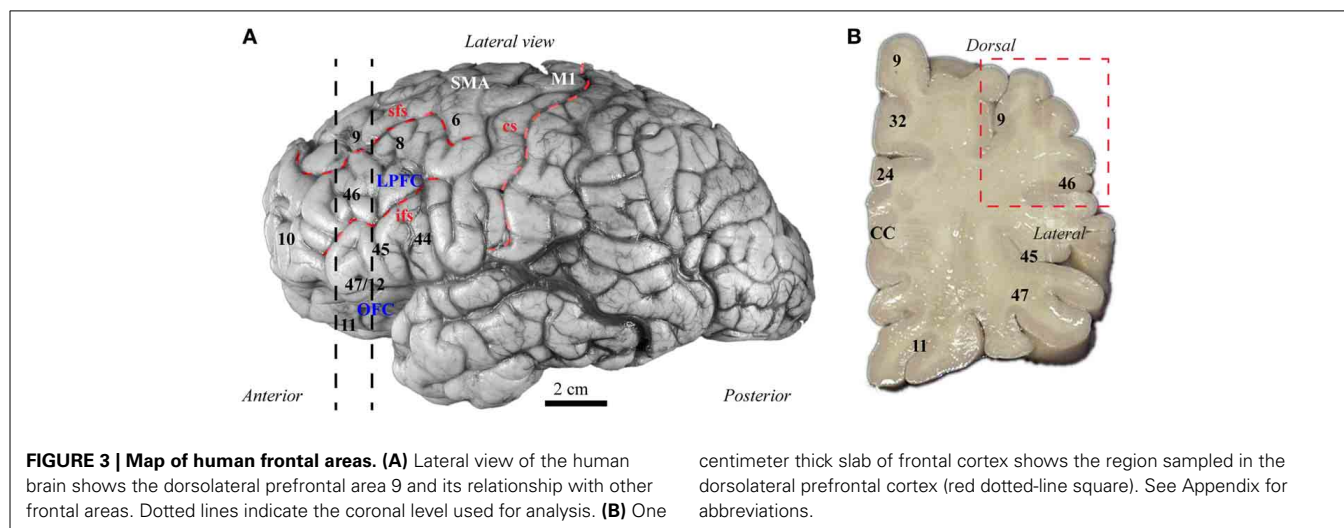 A
Lateral view
SMA
M1
sfs
6
cs
9
8
LPFC
46
ifs
10
45
44
47/12
OFC
11
2 cm
Anterior
Posterior
B
Dorsal
9
9
32
24
46
CC
Lateral
45
47
11
FIGURE 3 | Map of human frontal areas. (A) Lateral view of the human
brain shows the dorsolateral prefrontal area 9 and its relationship with other
frontal areas. Dotted lines indicate the coronal level used for analysis. (B) One
centimeter thick slab of frontal cortex shows the region sampled in the
dorsolateral prefrontal cortex (red dotted-line square). See Appendix for
abbreviations.